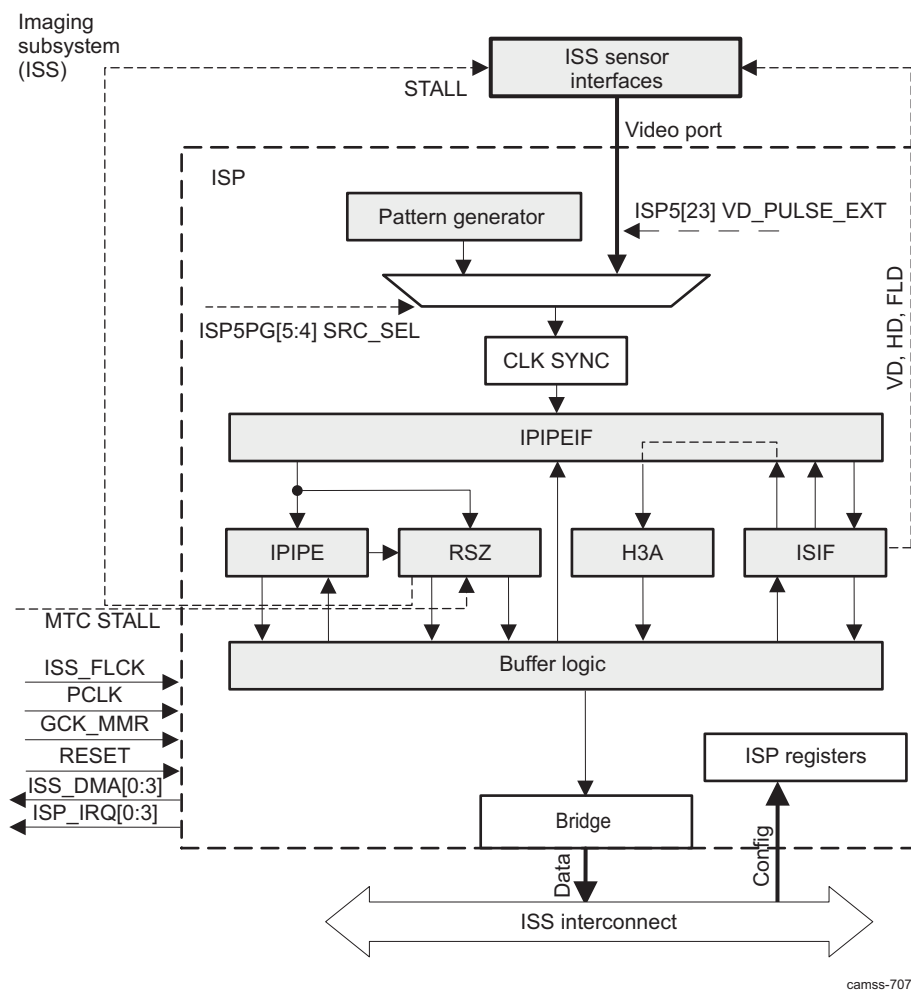 Imaging
subsystem
(ISS)
ISS sensor
interfaces
STALL
Video port
ISP
Pattern generator
ISP5[23] VD_PULSE_EXT
ISP5PG[5:4] SRC_SEL
VD, HD, FLD
CLK SYNC
IPIPEIF
IPIPE
RSZ
H3A
ISIF
MTC STALL
Buffer logic
ISS_FLCK
PCLK
GCK_MMR
RESET
ISS_DMA[0:3]
ISP_IRQ[0:3]
ISP registers
Bridge
Data
Config
ISS interconnect
camss-707